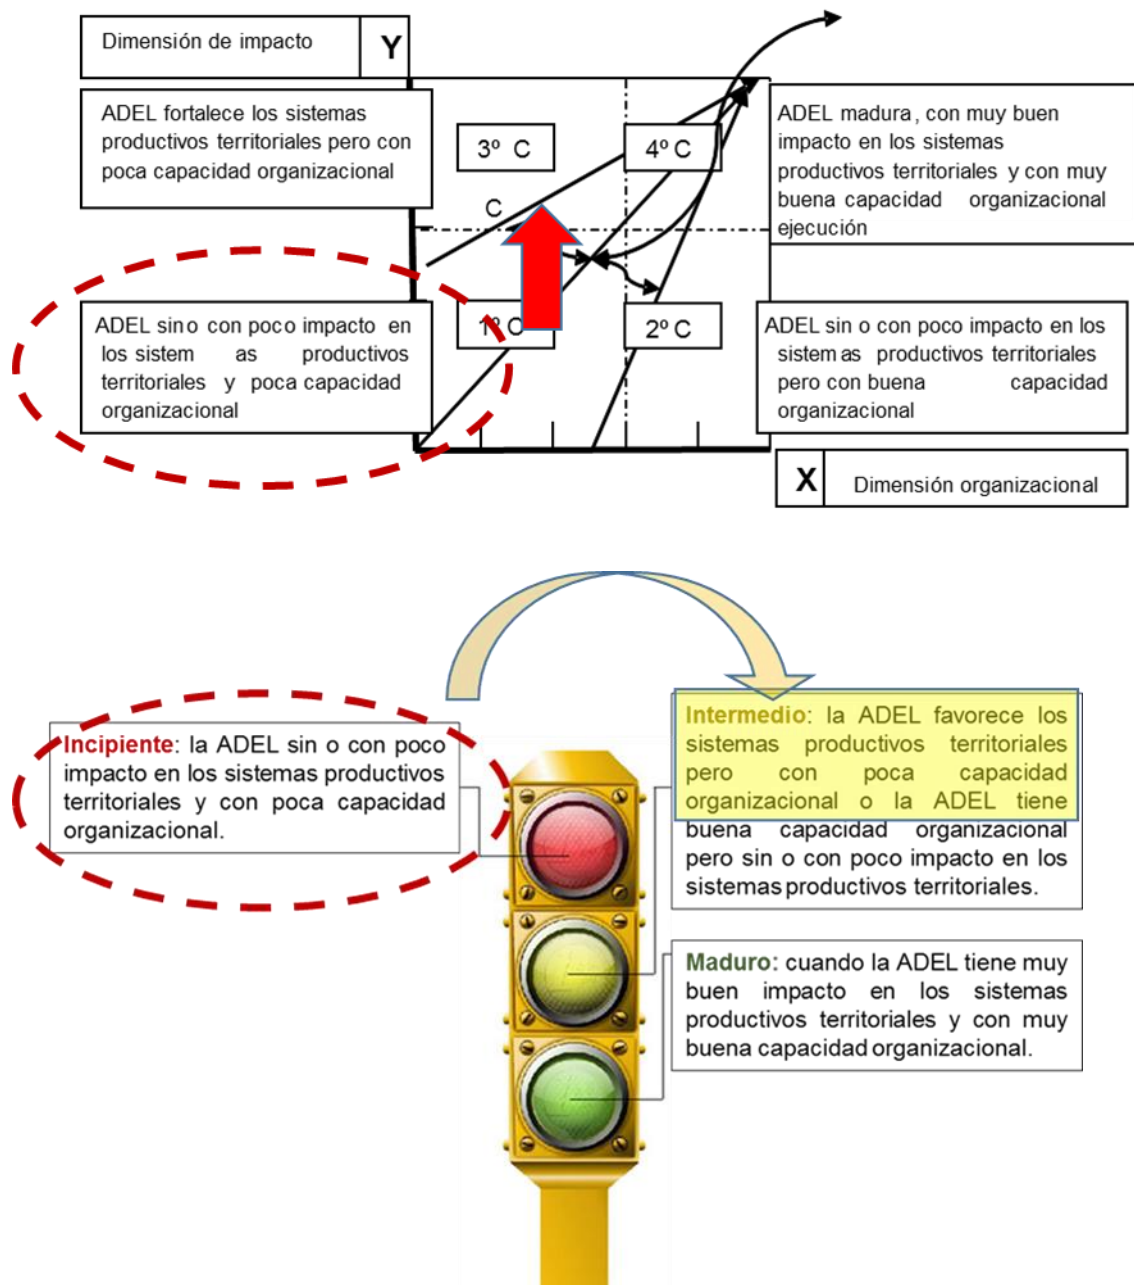 Dimensión de impacto
Y
ADEL fortalece los sistemas
productivos territoriales pero con
poca capacidad organizacional
3º C
4º C
ADEL madura, con muy buen
impacto en los sistemas
productivos territoriales y con muy
buena capacidad organizacional
ejecución
C
ADEL sin o con poco impacto en
los sistem as productivos
territoriales y poca capacidad
organizacional
1º C
2º C
ADEL sin o con poco impacto en los
sistem as productivos territoriales
pero con buena capacidad
organizacional
X
Dimensión organizacional
Incipiente: la ADEL sin o con poco
impacto en los sistemas productivos
territoriales y con poca capacidad
organizacional.
Intermedio: la ADEL favorece los
sistemas productivos territoriales
pero con poca capacidad
organizacional o la ADEL tiene
buena capacidad organizacional
pero sin o con poco impacto en los
sistemas productivos territoriales.
Maduro: cuando la ADEL tiene muy
buen impacto en los sistemas
productivos territoriales y con muy
buena capacidad organizacional.